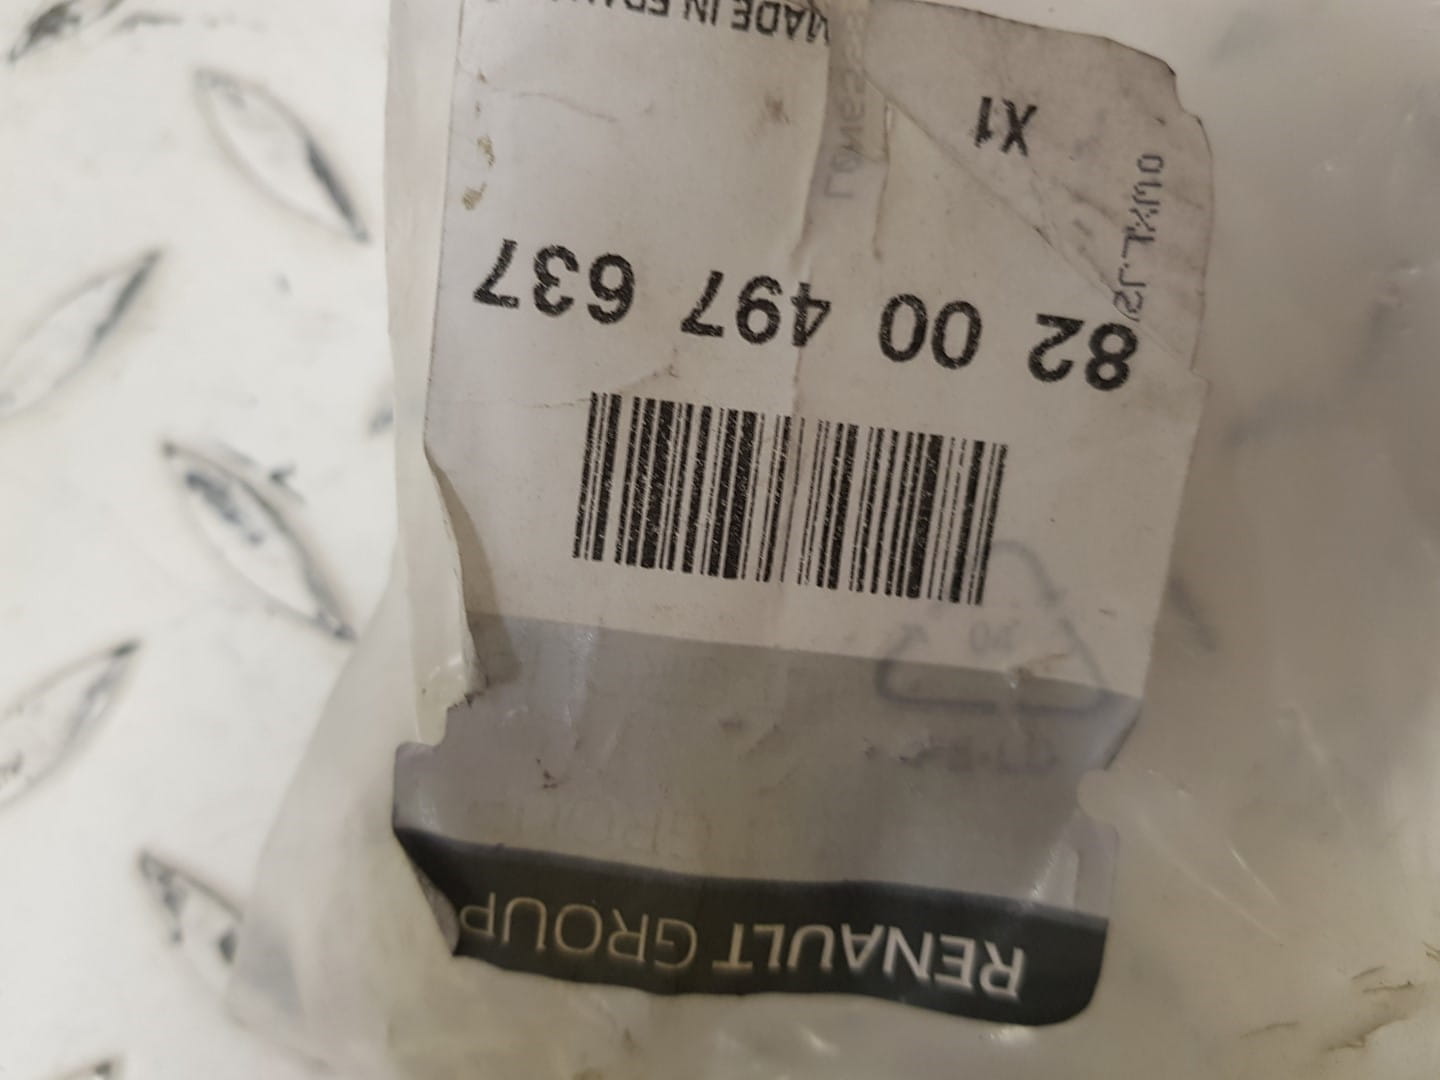 RENAULT GROUP
82 00 497 637
X1
MADE IN